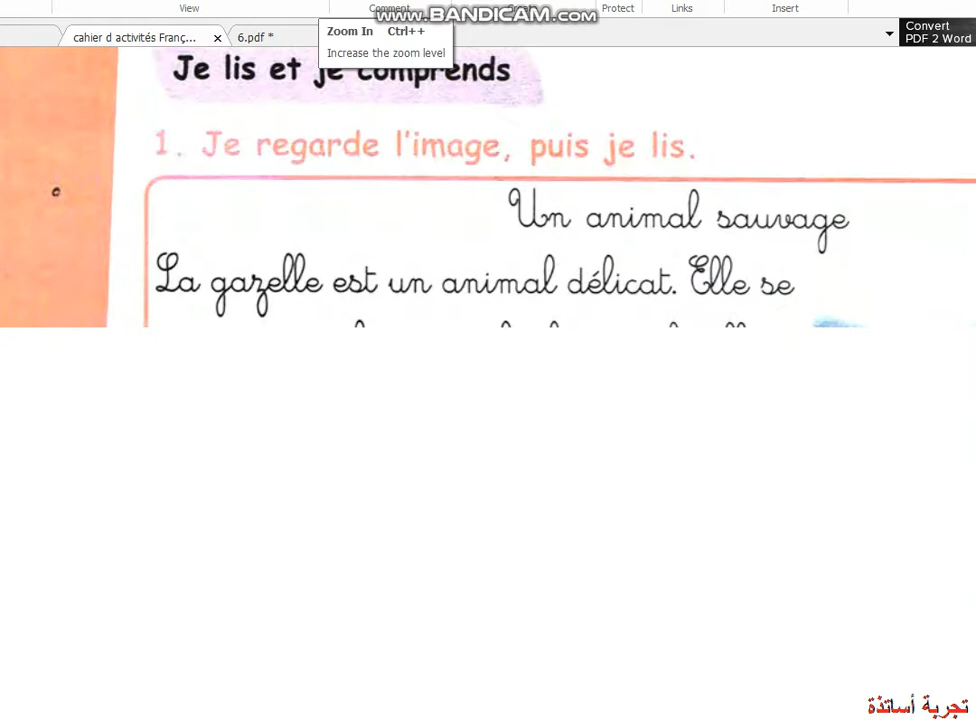 View Comment Protect Links Insert
www.BANDICAM.com
cahier d activités Franç... x 6.pdf *
Zoom In Ctrl++
Increase the zoom level
Convert
PDF 2 Word
Je lis et je comprends
1. Je regarde l'image, puis je lis.
Un animal sauvage
La gazelle est un animal délicat. Elle se
تجربة أساتذة